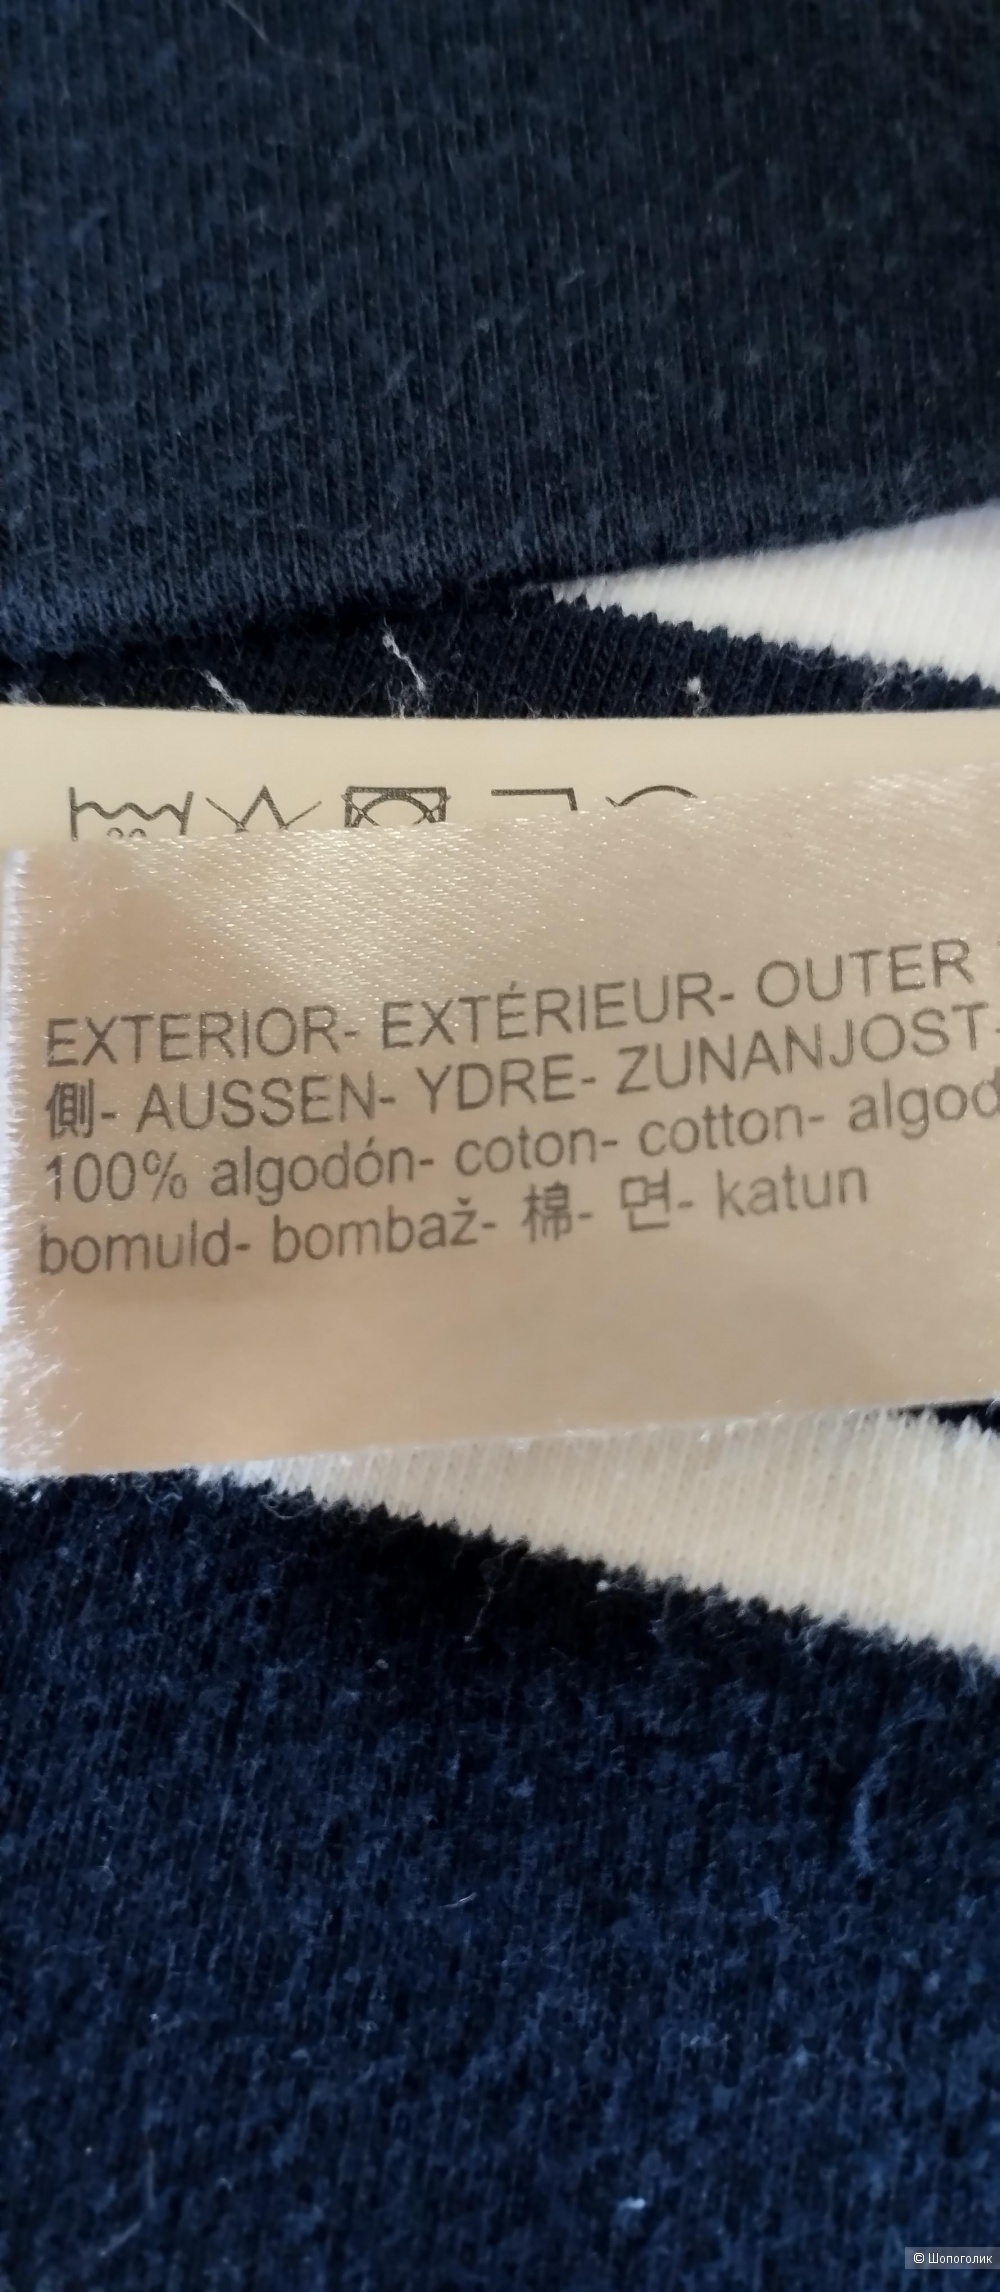 EXTERIOR- EXTÉRIEUR- OUTER
側- AUSSEN- YDRE- ZUNANJOST-
100% algodón- coton- cotton- algod
bomuld- bombaž- 棉- 면- katun
© Шопоголик